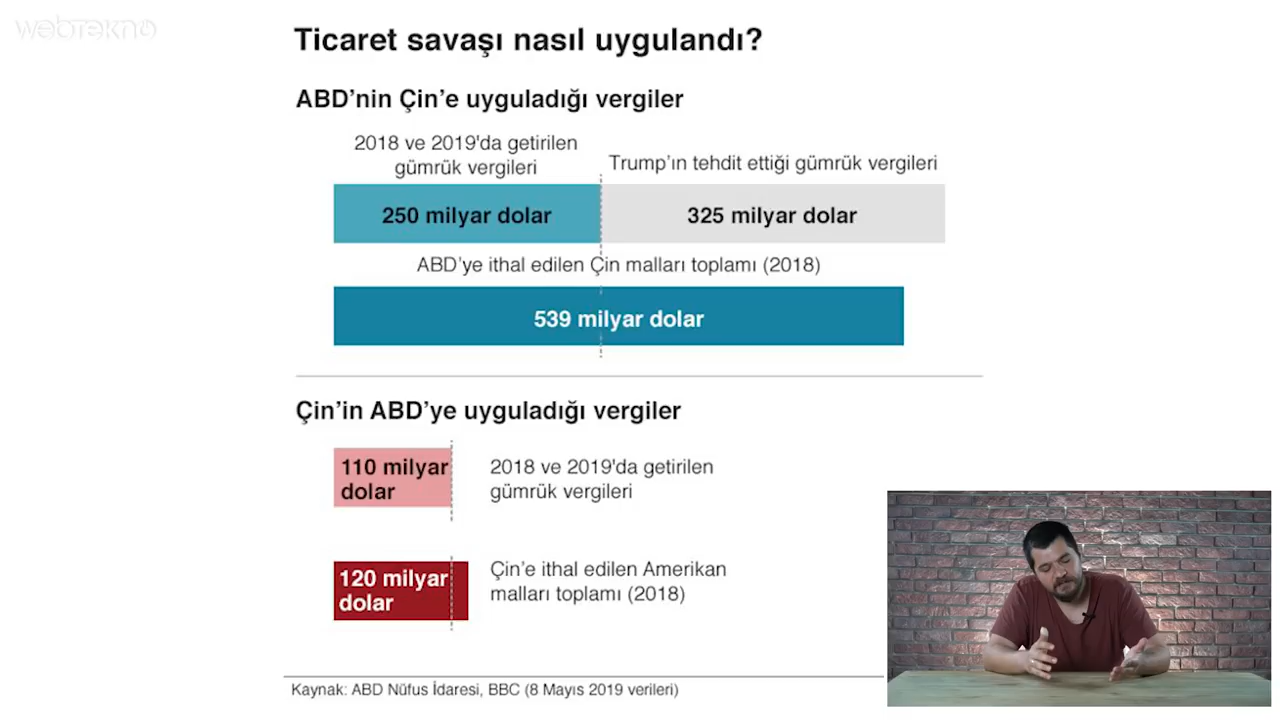 webtekno
Ticaret savaşı nasıl uygulandı?
ABD'nin Çin'e uyguladığı vergiler
2018 ve 2019'da getirilen
gümrük vergileri
Trump'ın tehdit ettiği gümrük vergileri
250 milyar dolar
325 milyar dolar
ABD'ye ithal edilen Çin malları toplamı (2018)
539 milyar dolar
Çin'in ABD'ye uyguladığı vergiler
110 milyar
dolar
2018 ve 2019'da getirilen
gümrük vergileri
120 milyar
dolar
Çin'e ithal edilen Amerikan
malları toplamı (2018)
Kaynak: ABD Nüfus İdaresi, BBC (8 Mayıs 2019 verileri)